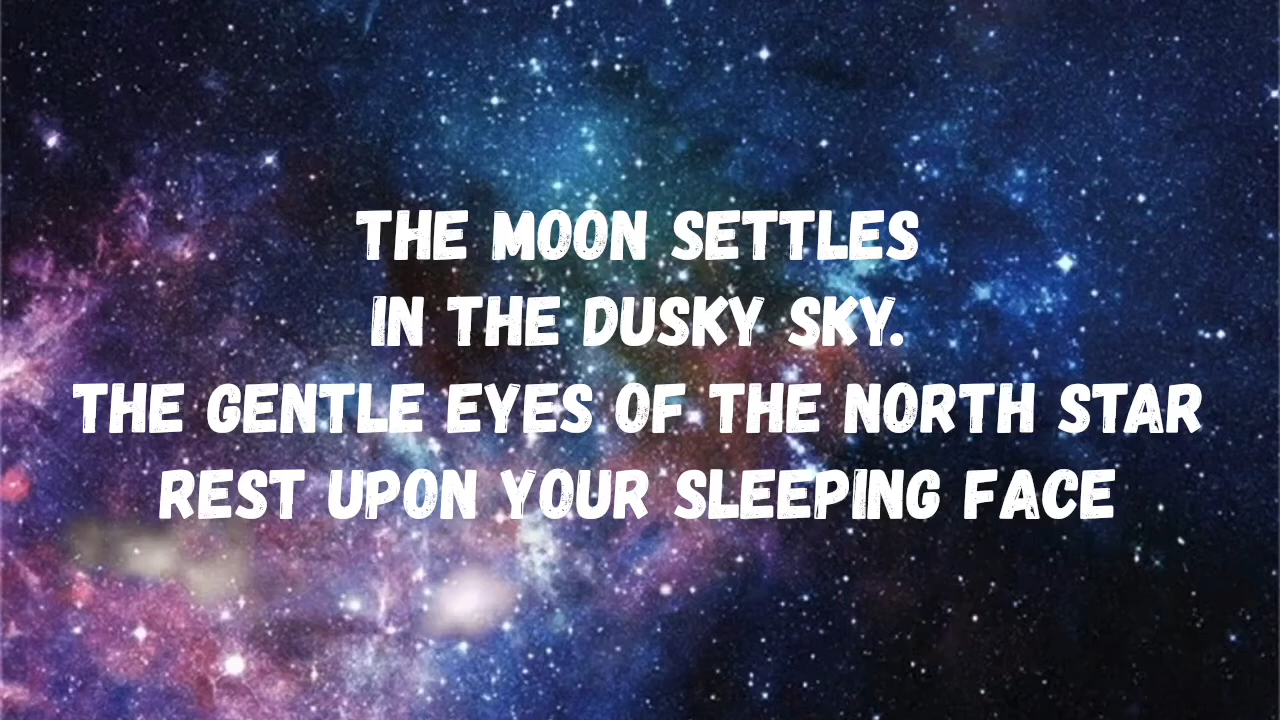 THE MOON SETTLES
IN THE DUSKY SKY.
THE GENTLE EYES OF THE NORTH STAR
REST UPON YOUR SLEEPING FACE